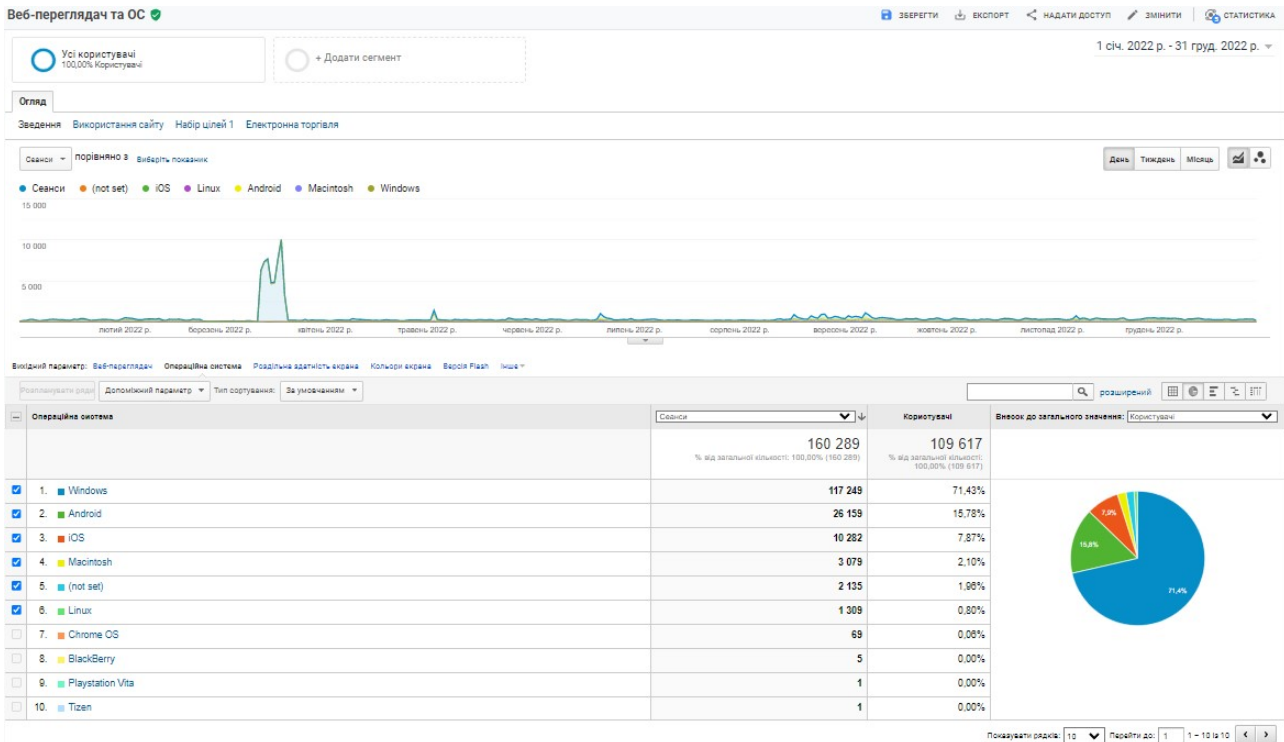 Веб-переглядач та ОС
ЗБЕРЕГТИ ЕКСПОРТ НАДАТИ ДОСТУП ЗМІНИТИ СТАТИСТИКА
Усі користувачі
100,00% Користувачі
+ Додати сегмент
1 січ. 2022 р. - 31 груд. 2022 р.
Огляд
Зведення Використання сайту Набір цілей 1 Електронна торгівля
Сеанси порівняно з Виберіть показник
День Тиждень Місяць
Сеанси (not set) iOS Linux Android Macintosh Windows
15 000
10 000
5 000
лютий 2022 р. березень 2022 р. квітень 2022 р. травень 2022 р. червень 2022 р. липень 2022 р. серпень 2022 р. вересень 2022 р. жовтень 2022 р. листопад 2022 р. грудень 2022 р.
Вихідний параметр: Веб-переглядач Операційна система Роздільна здатність екрана Кольори екрана Версія Flash Інше
Розпланувати ряди Допоміжний параметр Тип сортування: За умовчанням розширений
Операційна система Сеанси Користувачі Внесок до загального значення: Користувачі
160 289 109 617
% від загальної кількості: 100,00% (160 289) % від загальної кількості:
100,00% (109 617)
1. Windows 117 249 71,43%
2. Android 26 159 15,78%
3. iOS 10 282 7,87%
4. Macintosh 3 079 2,10%
5. (not set) 2 135 1,96%
6. Linux 1 309 0,80%
7. Chrome OS 69 0,06%
8. BlackBerry 5 0,00%
9. Playstation Vita 1 0,00%
10. Tizen 1 0,00%
7,9%
15,8%
71,4%
Показувати рядків: 10 Перейти до: 1 1 – 10 із 10